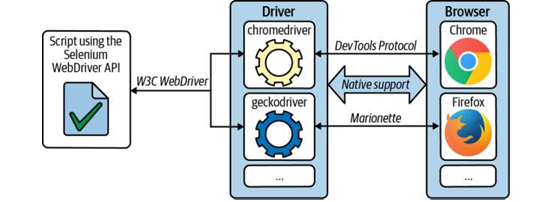 Script using the
Selenium
WebDriver API
W3C WebDriver
Driver
chromedriver
geckodriver
...
DevTools Protocol
Native support
Marionette
Browser
Chrome
Firefox
...